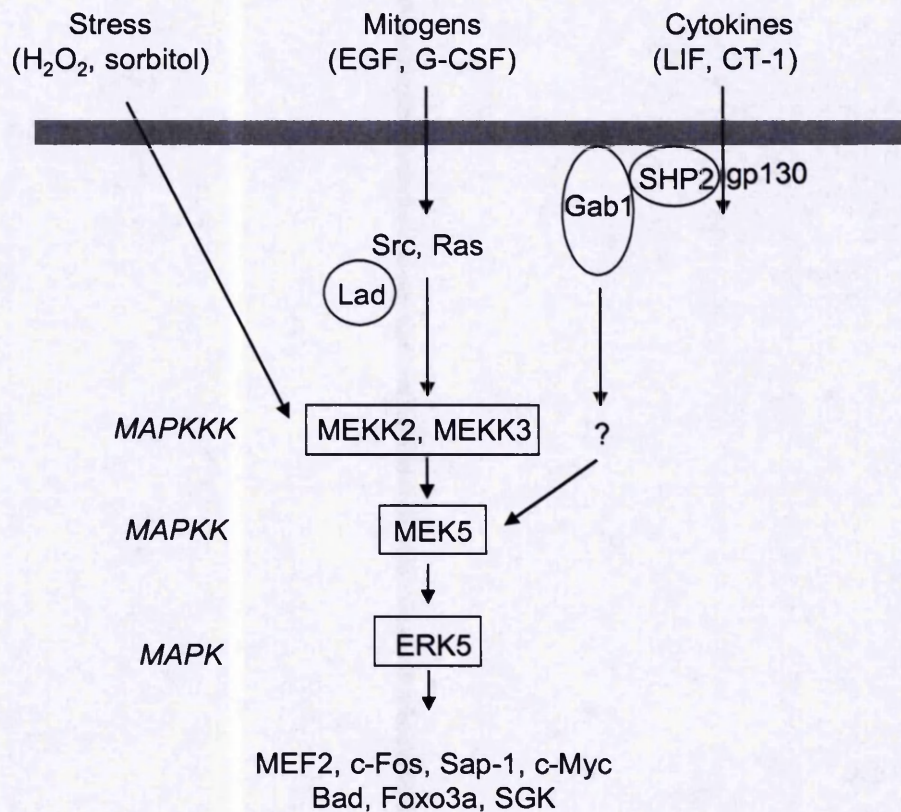 Stress
(H₂O₂, sorbitol)
Mitogens
(EGF, G-CSF)
Cytokines
(LIF, CT-1)
SHP2
gp130
Gab1
Src, Ras
Lad
MAPKKK
MEKK2, MEKK3
?
MAPKK
MEK5
MAPK
ERK5
MEF2, c-Fos, Sap-1, c-Myc
Bad, Foxo3a, SGK